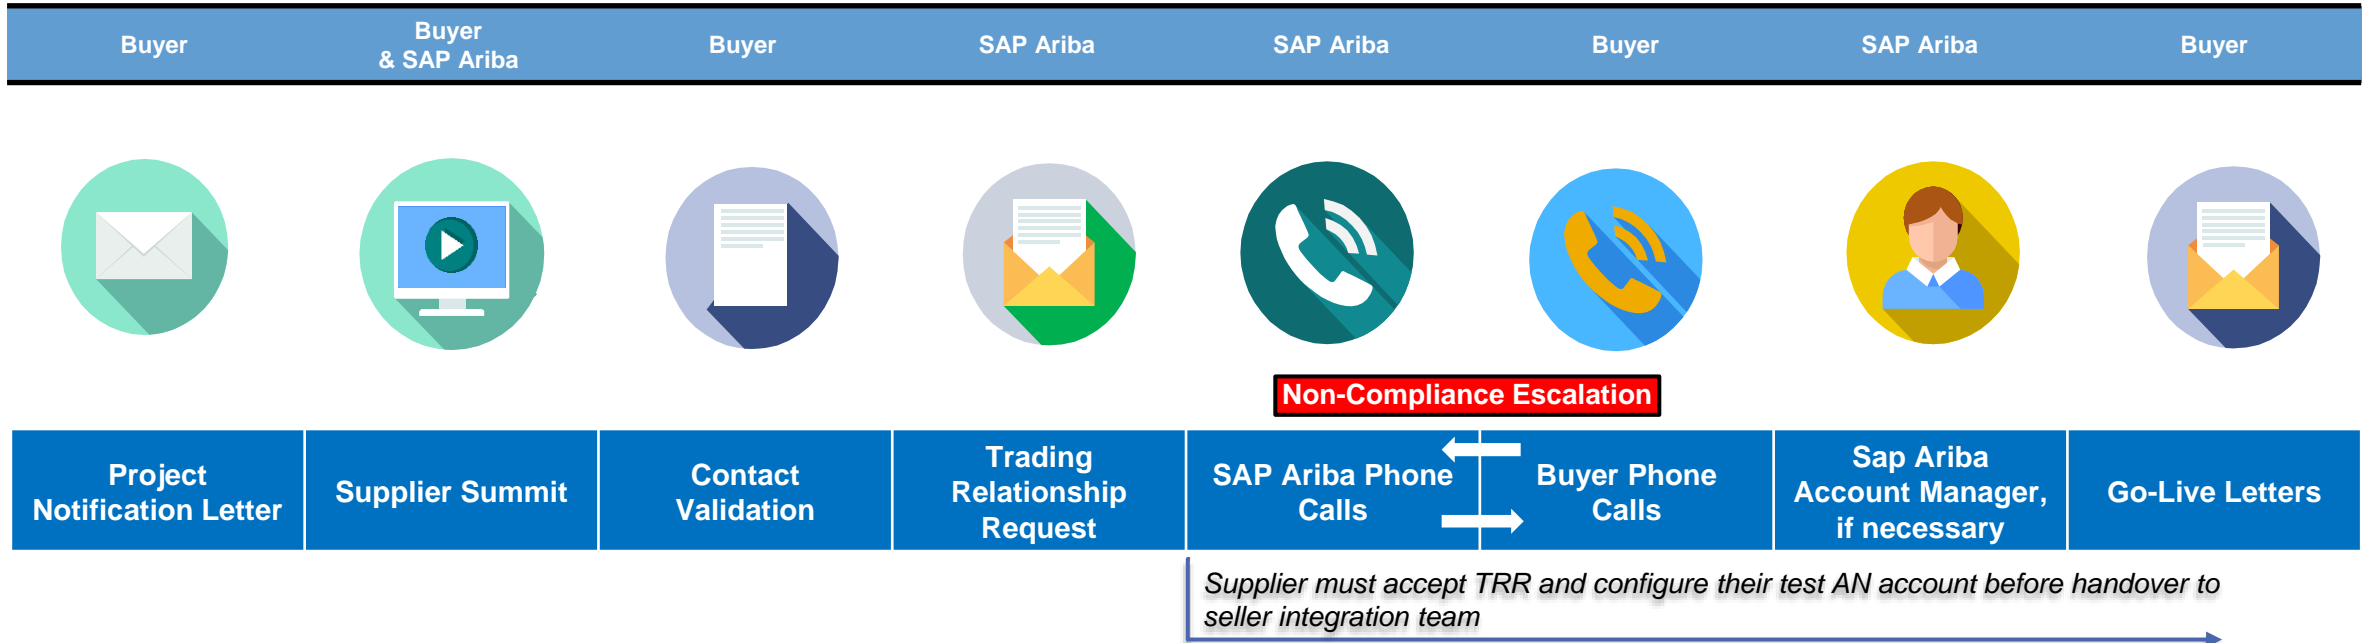 Buyer
Buyer
& SAP Ariba
Buyer
SAP Ariba
SAP Ariba
Buyer
SAP Ariba
Buyer
Non-Compliance Escalation
Project
Notification Letter
Supplier Summit
Contact
Validation
Trading
Relationship
Request
SAP Ariba Phone
Calls
Buyer Phone
Calls
Sap Ariba
Account Manager,
if necessary
Go-Live Letters
Supplier must accept TRR and configure their test AN account before handover to
seller integration team